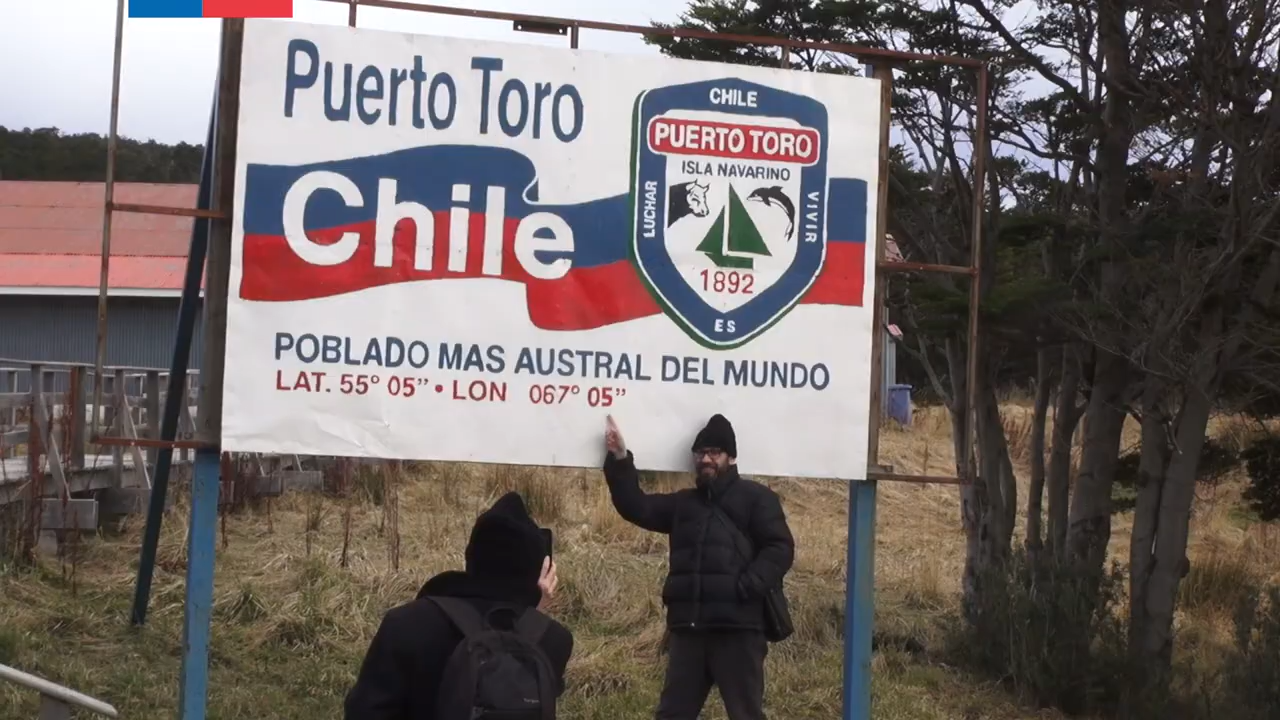 Puerto Toro
Chile
POBLADO MAS AUSTRAL DEL MUNDO
LAT. 55° 05” • LON 067° 05”
CHILE
PUERTO TORO
ISLA NAVARINO
LUCHAR
VIVIR
1892
ES